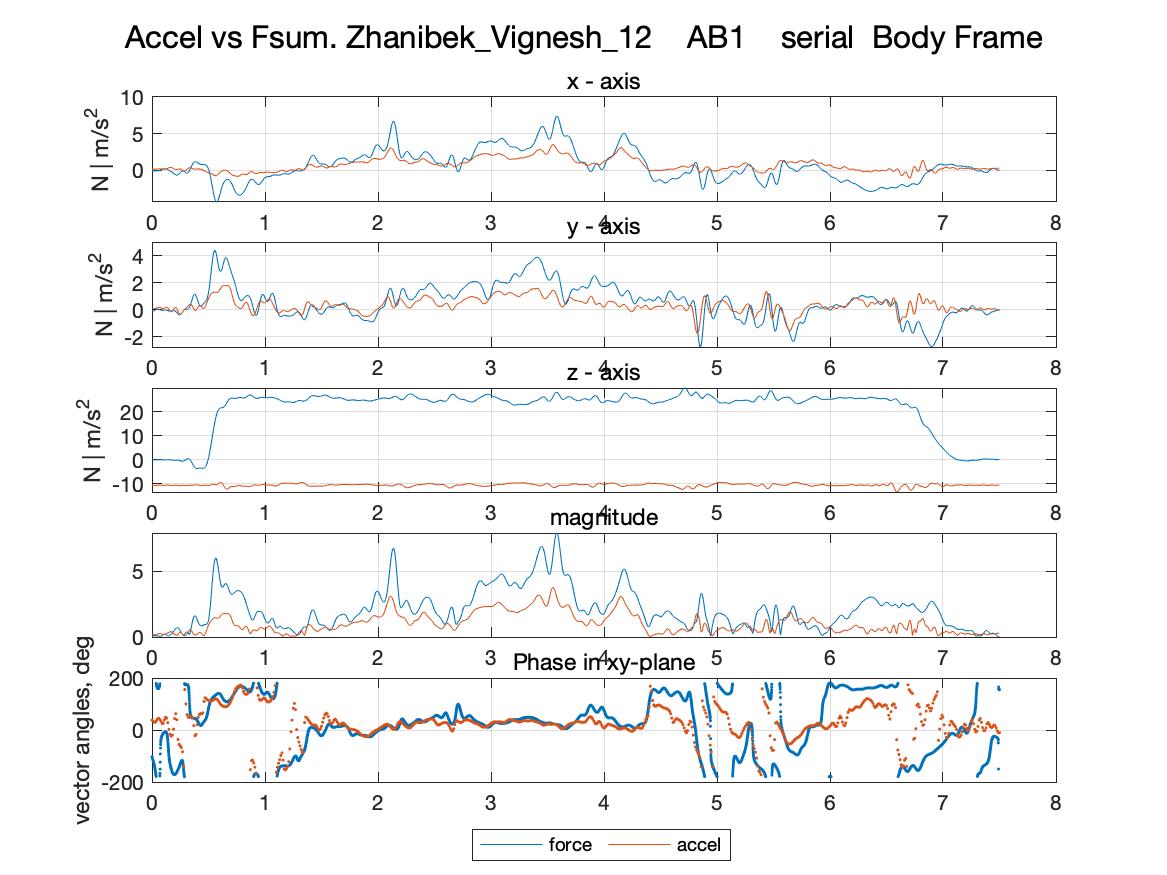 Accel vs Fsum. Zhanibek_Vignesh_12 AB1 serial Body Frame
x - axis
N | m/s^2
10
5
0
0 1 2 3 4 5 6 7 8
y - axis
N | m/s^2
4
2
0
-2
0 1 2 3 4 5 6 7 8
z - axis
N | m/s^2
20
10
0
-10
0 1 2 3 4 5 6 7 8
magnitude
5
0
0 1 2 3 4 5 6 7 8
Phase in xy-plane
vector angles, deg
200
0
-200
0 1 2 3 4 5 6 7 8
force accel